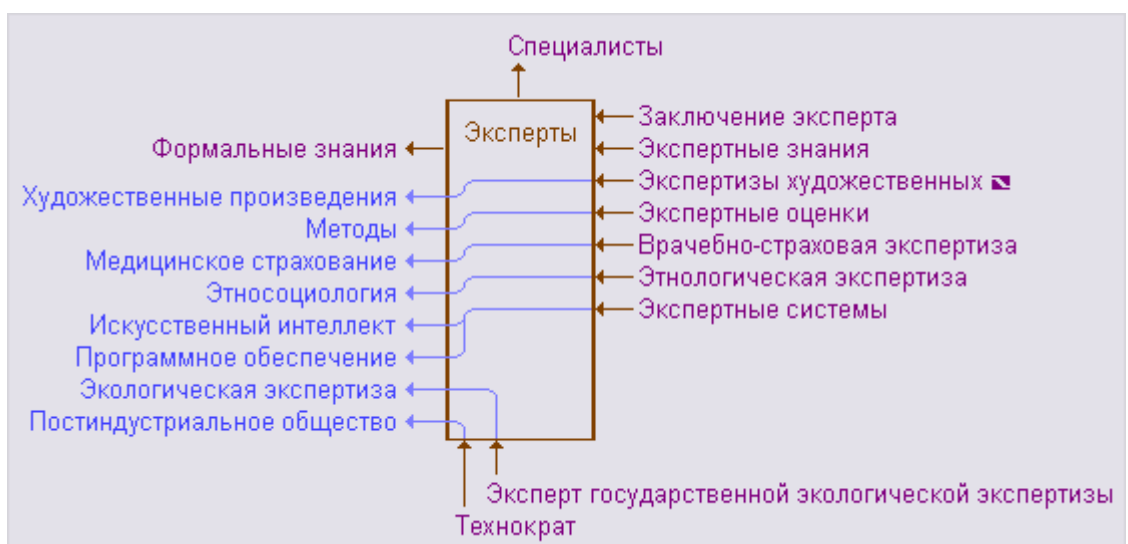 Специалисты
Эксперты
Формальные знания
Художественные произведения
Методы
Медицинское страхование
Этносоциология
Искусственный интеллект
Программное обеспечение
Экологическая экспертиза
Постиндустриальное общество
Заключение эксперта
Экспертные знания
Экспертизы художественных
Экспертные оценки
Врачебно-страховая экспертиза
Этнологическая экспертиза
Экспертные системы
Эксперт государственной экологической экспертизы
Технократ